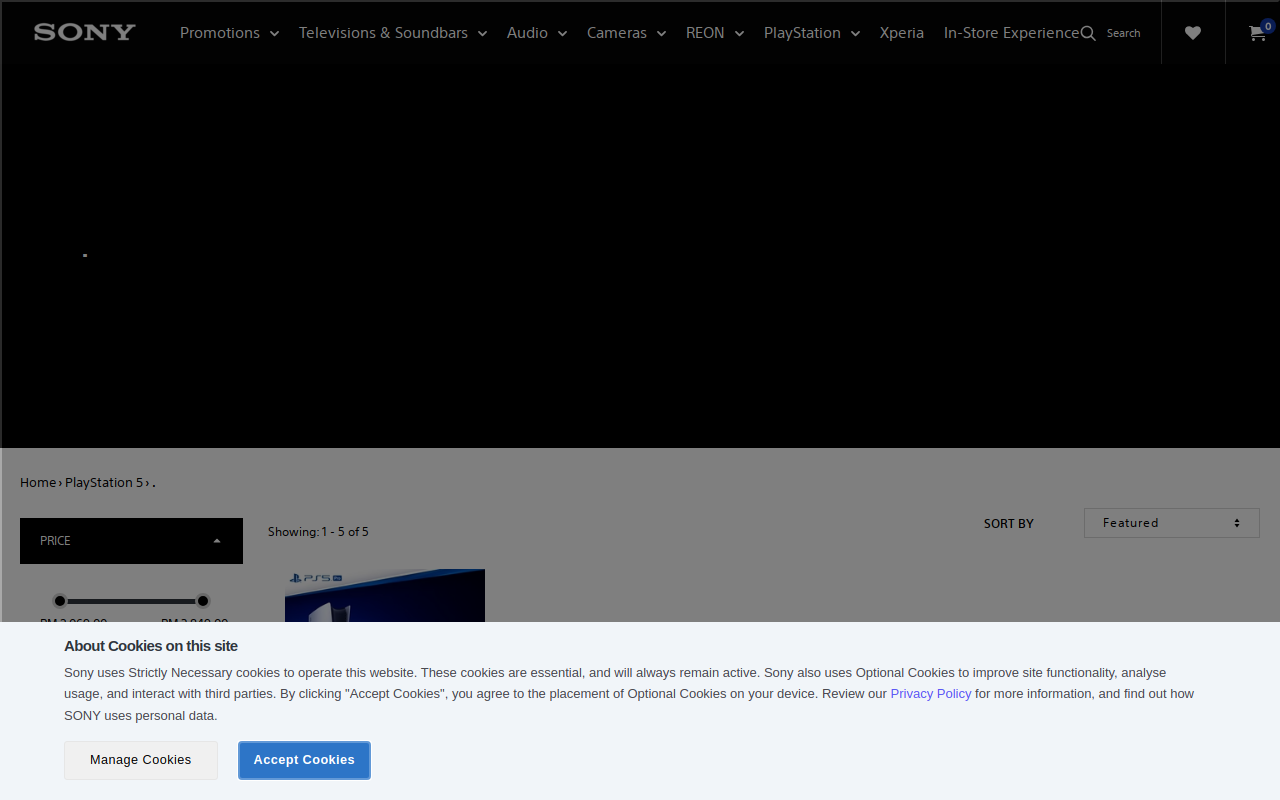 SONY
Promotions
Televisions & Soundbars
Audio
Cameras
REON
PlayStation
Xperia
In-Store Experience
Search
0
Home › PlayStation 5 › .
PRICE
Showing: 1 - 5 of 5
SORT BY
Featured
PS5 Pro
About Cookies on this site
Sony uses Strictly Necessary cookies to operate this website. These cookies are essential, and will always remain active. Sony also uses Optional Cookies to improve site functionality, analyse
usage, and interact with third parties. By clicking "Accept Cookies", you agree to the placement of Optional Cookies on your device. Review our Privacy Policy for more information, and find out how
SONY uses personal data.
Manage Cookies
Accept Cookies